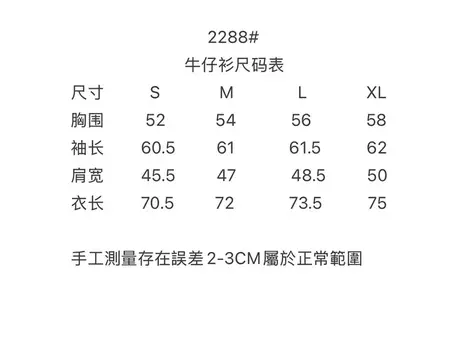 2288#
牛仔衫尺码表
尺寸 S M L XL
胸围 52 54 56 58
袖长 60.5 61 61.5 62
肩宽 45.5 47 48.5 50
衣长 70.5 72 73.5 75
手工測量存在誤差2-3CM屬於正常範圍